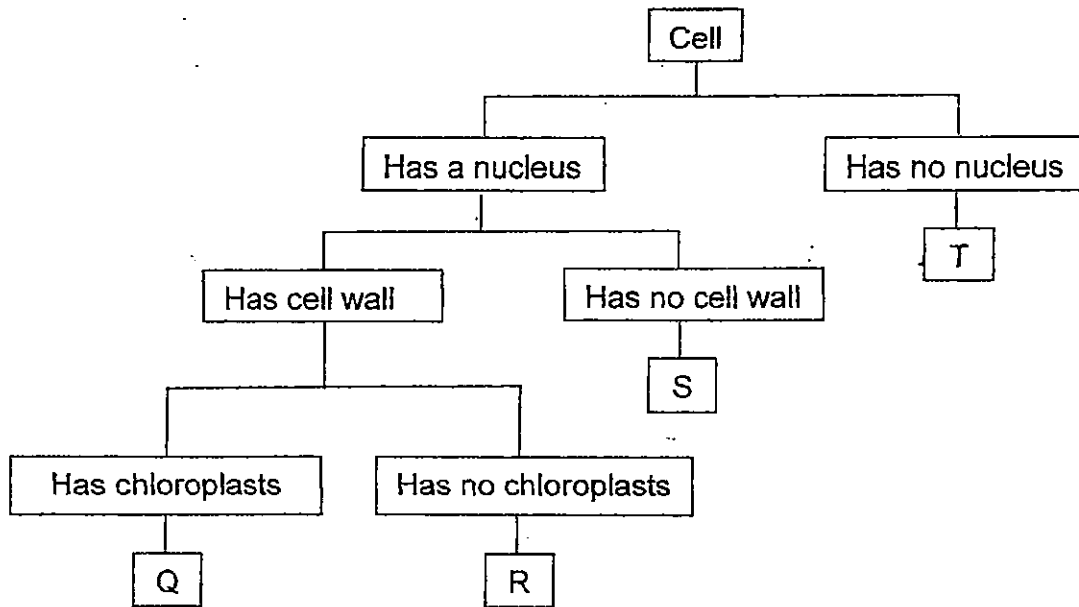 Cell
Has a nucleus
Has no nucleus
T
Has cell wall
Has no cell wall
S
Has chloroplasts
Has no chloroplasts
Q
R